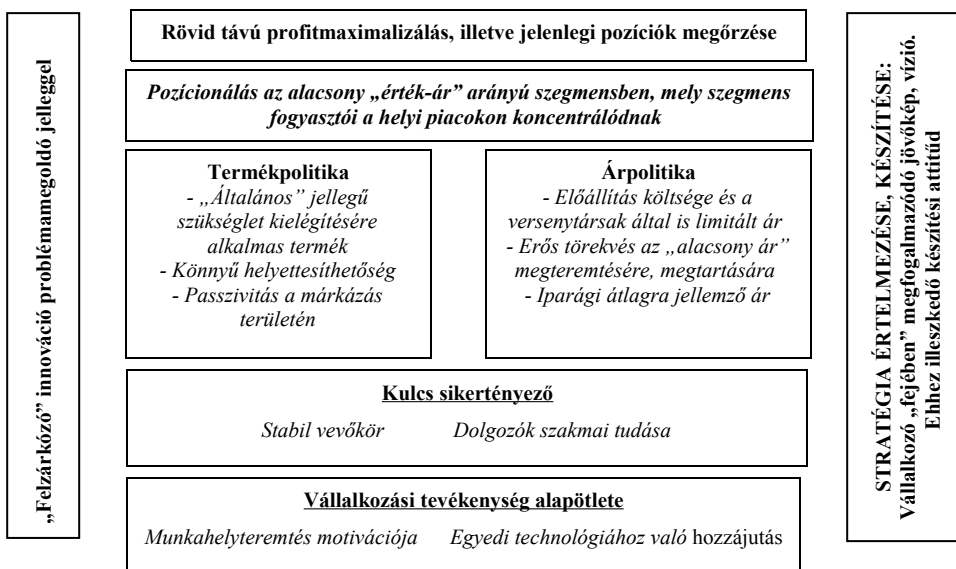 „Felzárkózó” innováció problémamegoldó jelleggel
Rövid távú profitmaximalizálás, illetve jelenlegi pozíciók megőrzése
Pozícionálás az alacsony „érték-ár” arányú szegmensben, mely szegmens
fogyasztói a helyi piacokon koncentrálódnak
Termékpolitika
- „Általános” jellegű
szükséglet kielégítésére
alkalmas termék
- Könnyű helyettesíthetőség
- Passzivitás a márkázás
területén
Árpolitika
- Előállítás költsége és a
versenytársak által is limitált ár
- Erős törekvés az „alacsony ár”
megteremtésére, megtartására
- Iparági átlagra jellemző ár
Kulcs sikertényező
Stabil vevőkör Dolgozók szakmai tudása
Vállalkozási tevékenység alapötlete
Munkahelyteremtés motivációja Egyedi technológiához való hozzájutás
STRATÉGIA ÉRTELMEZÉSE, KÉSZÍTÉSE:
Vállalkozó „fejében” megfogalmazódó jövőkép, vízió.
Ehhez illeszkedő készítési attitűd